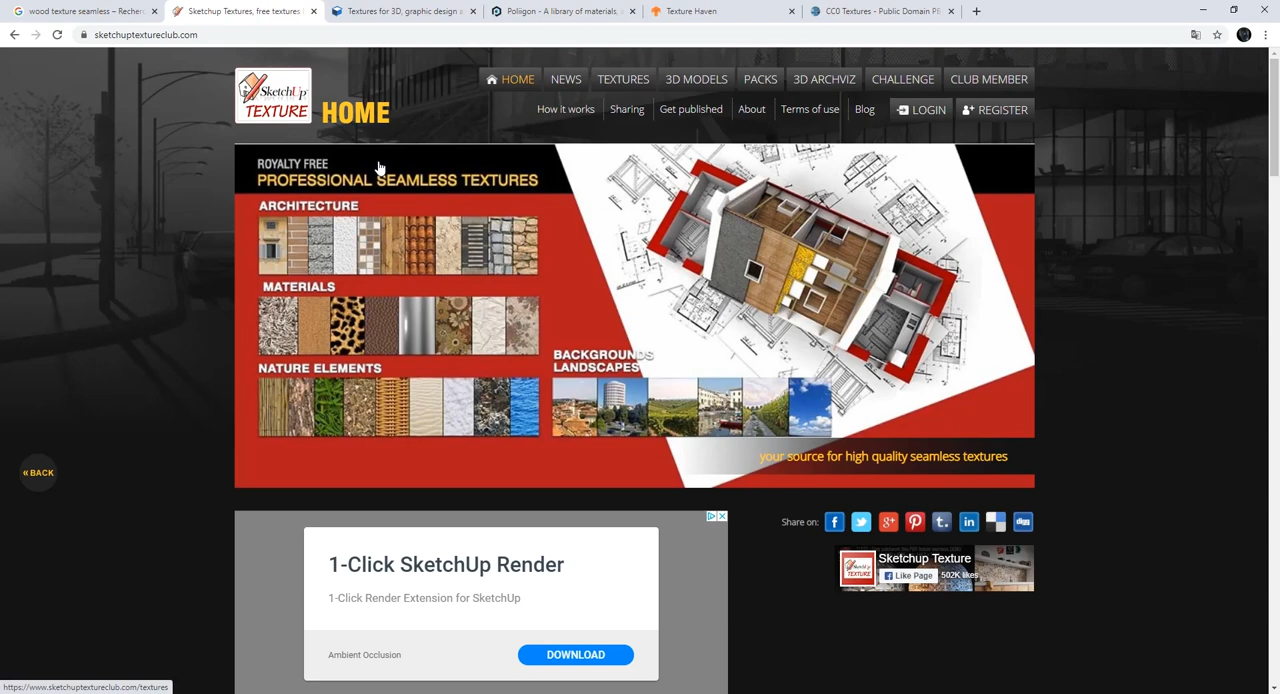 wood texture seamless – Recher
Sketchup Textures, free textures
Textures for 3D, graphic design
Poliigon - A library of materials,
Texture Haven
CC0 Textures - Public Domain PB
sketchuptextureclub.com
SketchUp
TEXTURE
HOME
HOME
NEWS
TEXTURES
3D MODELS
PACKS
3D ARCHVIZ
CHALLENGE
CLUB MEMBER
How it works
Sharing
Get published
About
Terms of use
Blog
LOGIN
REGISTER
ROYALTY FREE
PROFESSIONAL SEAMLESS TEXTURES
ARCHITECTURE
MATERIALS
NATURE ELEMENTS
BACKGROUNDS
LANDSCAPES
your source for high quality seamless textures
« BACK
Share on:
1-Click SketchUp Render
1-Click Render Extension for SketchUp
Ambient Occlusion
DOWNLOAD
Sketchup Texture
Like Page
502K likes
https://www.sketchuptextureclub.com/textures